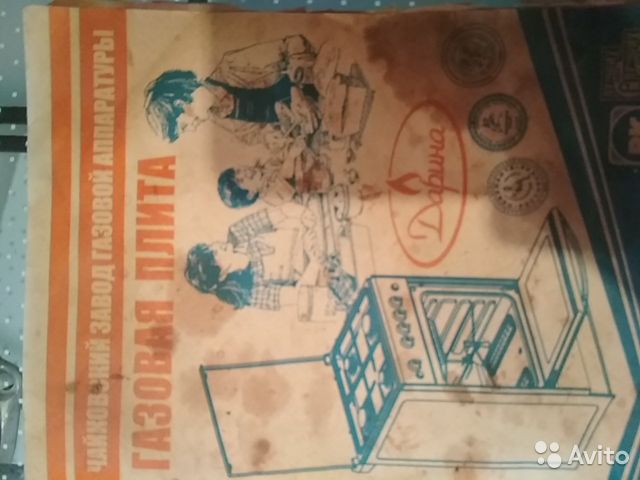 ЧАЙКОВСКИЙ ЗАВОД ГАЗОВОЙ АППАРАТУРЫ
ГАЗОВАЯ ПЛИТА
Дарина
Avito